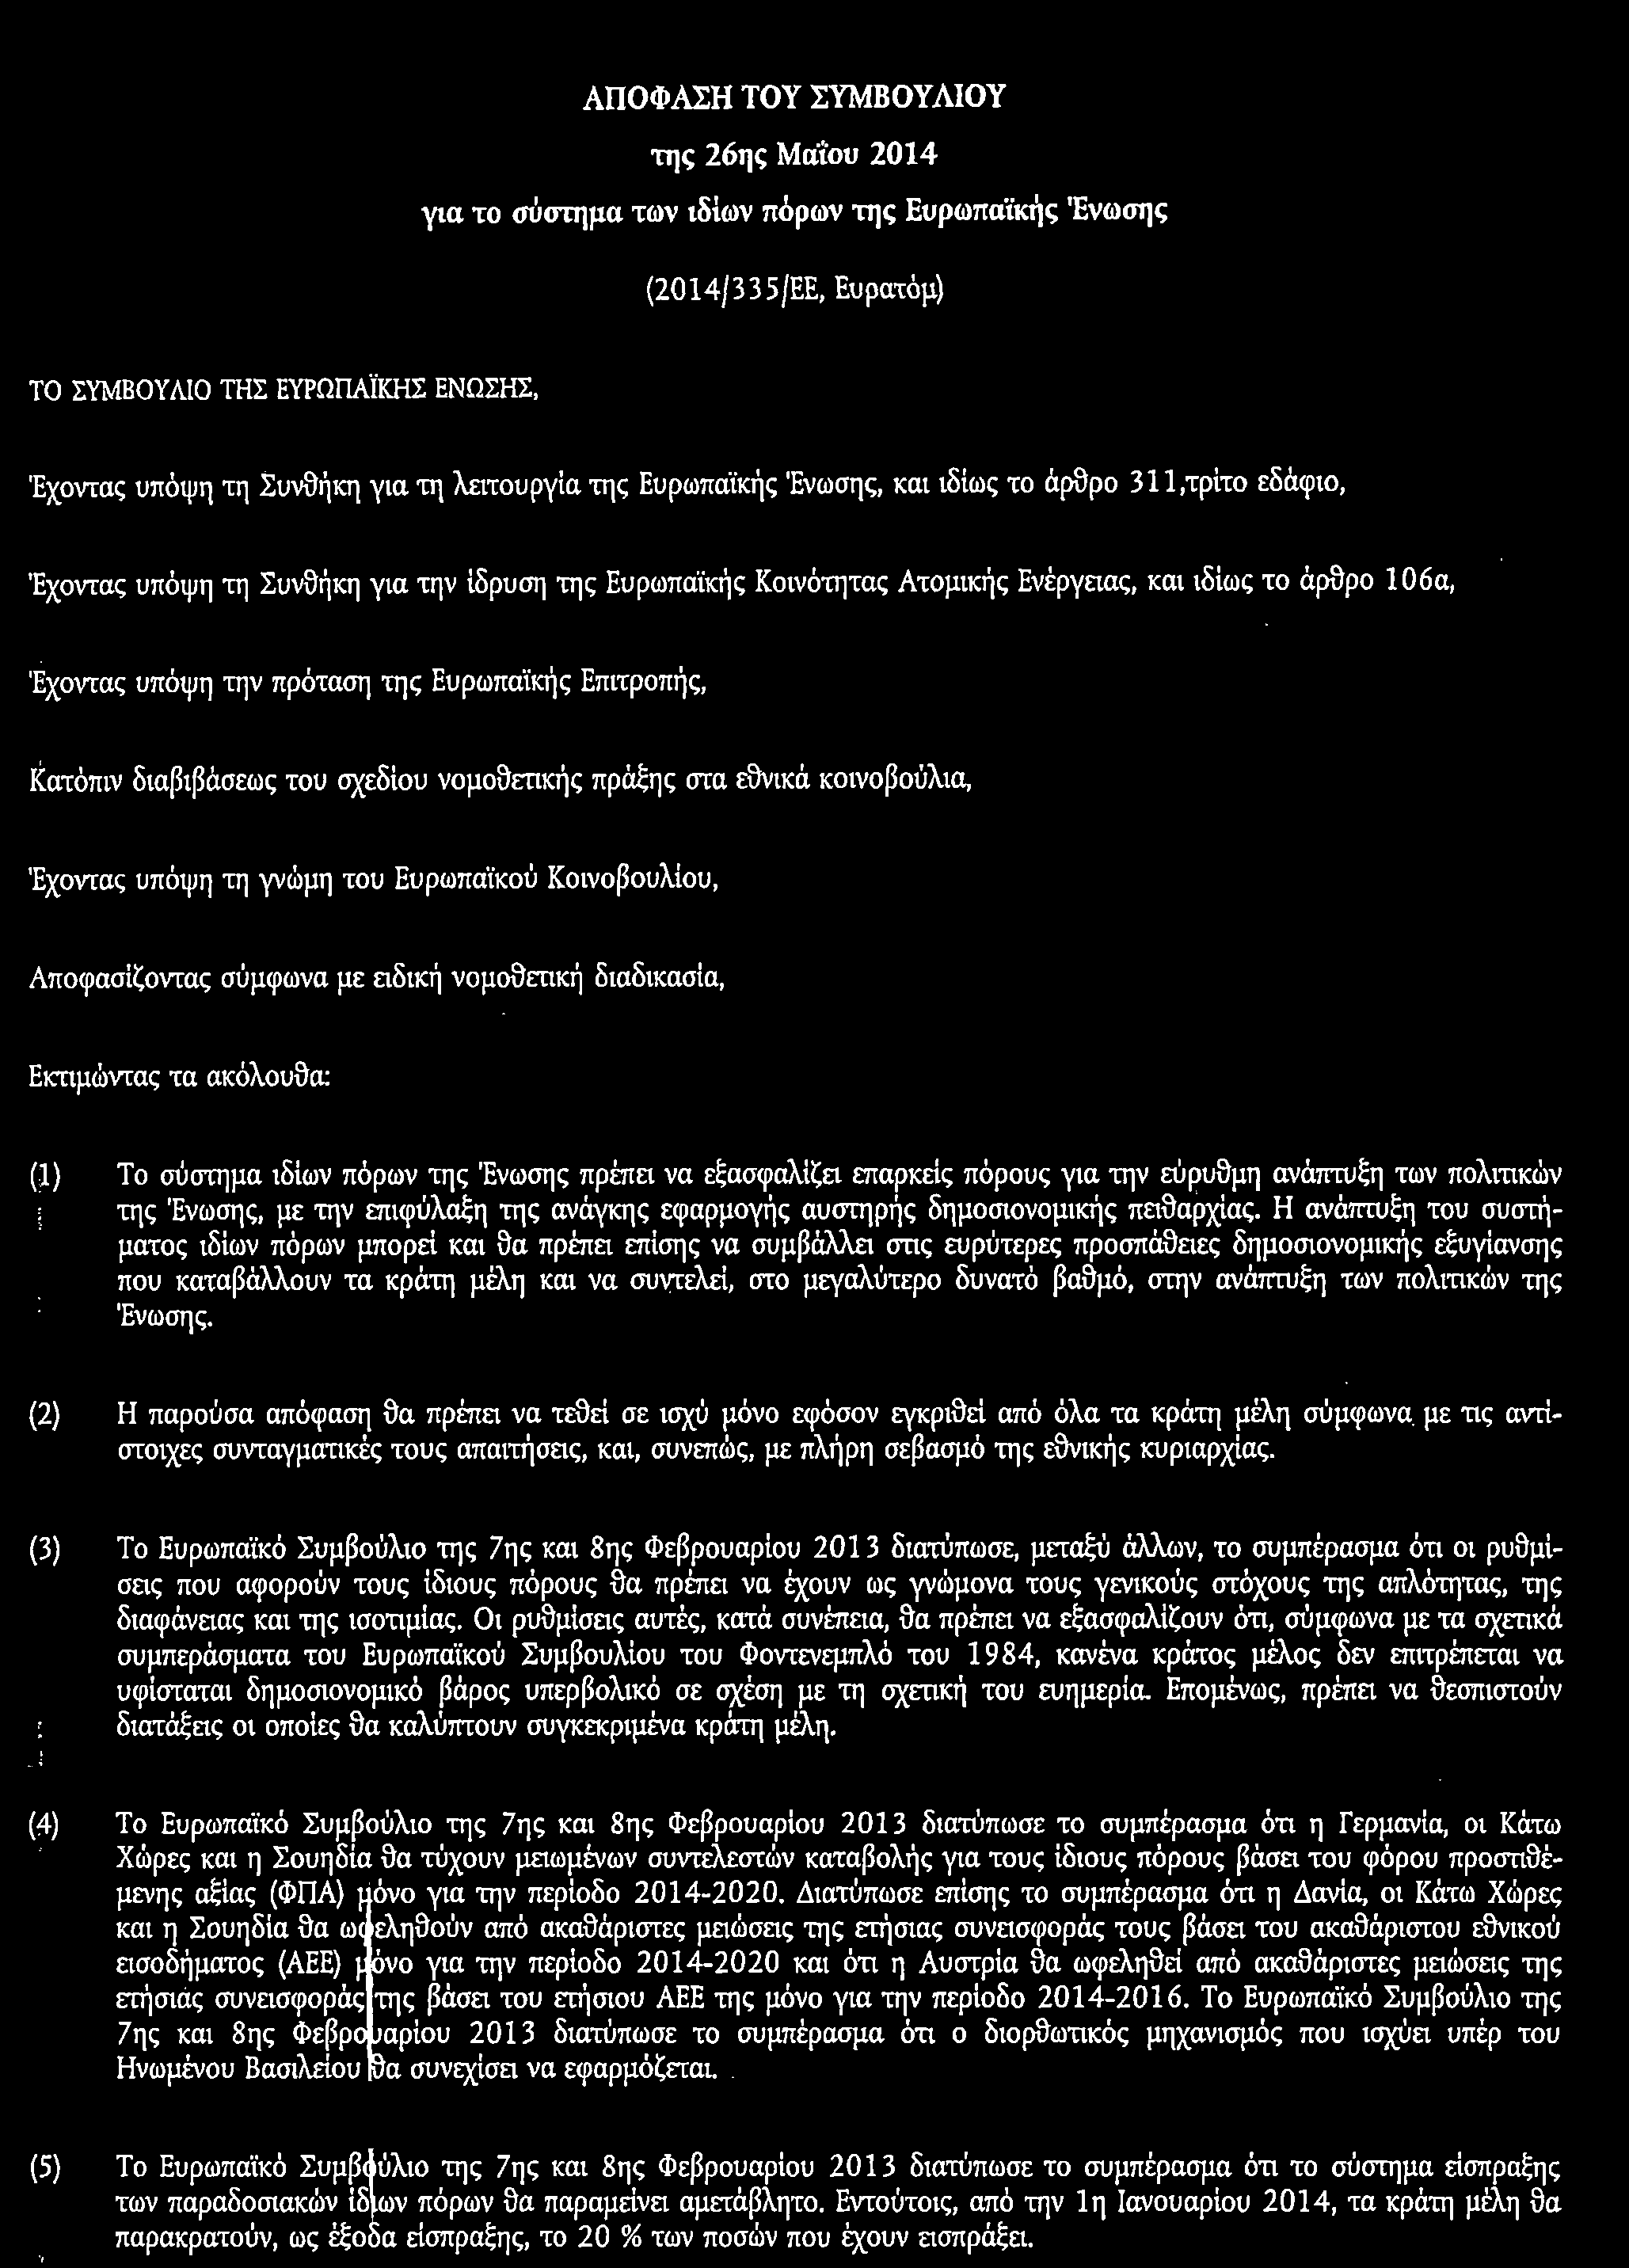 ΑΠΟΦΑΣΗ ΤΟΥ ΣΥΜΒΟΥΛΙΟΥ
της 26ης Μαΐου 2014
για το σύστημα των ιδίων πόρων της Ευρωπαϊκής Ένωσης
(2014/335/ΕΕ, Ευρατόμ)
ΤΟ ΣΥΜΒΟΥΛΙΟ ΤΗΣ ΕΥΡΩΠΑΪΚΗΣ ΕΝΩΣΗΣ,
Έχοντας υπόψη τη Συνθήκη για τη λειτουργία της Ευρωπαϊκής Ένωσης, και ιδίως το άρθρο 311,τρίτο εδάφιο,
Έχοντας υπόψη τη Συνθήκη για την ίδρυση της Ευρωπαϊκής Κοινότητας Ατομικής Ενέργειας, και ιδίως το άρθρο 106α,
Έχοντας υπόψη την πρόταση της Ευρωπαϊκής Επιτροπής,
Κατόπιν διαβιβάσεως του σχεδίου νομοθετικής πράξης στα εθνικά κοινοβούλια,
Έχοντας υπόψη τη γνώμη του Ευρωπαϊκού Κοινοβουλίου,
Αποφασίζοντας σύμφωνα με ειδική νομοθετική διαδικασία,
Εκτιμώντας τα ακόλουθα:
(1) Το σύστημα ιδίων πόρων της Ένωσης πρέπει να εξασφαλίζει επαρκείς πόρους για την εύρυθμη ανάπτυξη των πολιτικών
της Ένωσης, με την επιφύλαξη της ανάγκης εφαρμογής αυστηρής δημοσιονομικής πειθαρχίας. Η ανάπτυξη του συστή-
ματος ιδίων πόρων μπορεί και θα πρέπει επίσης να συμβάλλει στις ευρύτερες προσπάθειες δημοσιονομικής εξυγίανσης
που καταβάλλουν τα κράτη μέλη και να συντελεί, στο μεγαλύτερο δυνατό βαθμό, στην ανάπτυξη των πολιτικών της
Ένωσης.
(2) Η παρούσα απόφαση θα πρέπει να τεθεί σε ισχύ μόνο εφόσον εγκριθεί από όλα τα κράτη μέλη σύμφωνα με τις αντί-
στοιχες συνταγματικές τους απαιτήσεις, και, συνεπώς, με πλήρη σεβασμό της εθνικής κυριαρχίας.
(3) Το Ευρωπαϊκό Συμβούλιο της 7ης και 8ης Φεβρουαρίου 2013 διατύπωσε, μεταξύ άλλων, το συμπέρασμα ότι οι ρυθμί-
σεις που αφορούν τους ίδιους πόρους θα πρέπει να έχουν ως γνώμονα τους γενικούς στόχους της απλότητας, της
διαφάνειας και της ισοτιμίας. Οι ρυθμίσεις αυτές, κατά συνέπεια, θα πρέπει να εξασφαλίζουν ότι, σύμφωνα με τα σχετικά
συμπεράσματα του Ευρωπαϊκού Συμβουλίου του Φοντενεμπλό του 1984, κανένα κράτος μέλος δεν επιτρέπεται να
υφίσταται δημοσιονομικό βάρος υπερβολικό σε σχέση με τη σχετική του ευημερία. Επομένως, πρέπει να θεσπιστούν
διατάξεις οι οποίες θα καλύπτουν συγκεκριμένα κράτη μέλη.
(4) Το Ευρωπαϊκό Συμβούλιο της 7ης και 8ης Φεβρουαρίου 2013 διατύπωσε το συμπέρασμα ότι η Γερμανία, οι Κάτω
Χώρες και η Σουηδία θα τύχουν μειωμένων συντελεστών καταβολής για τους ίδιους πόρους βάσει του φόρου προστιθέ-
μενης αξίας (ΦΠΑ) μόνο για την περίοδο 2014-2020. Διατύπωσε επίσης το συμπέρασμα ότι η Δανία, οι Κάτω Χώρες
και η Σουηδία θα ωφεληθούν από ακαθάριστες μειώσεις της ετήσιας συνεισφοράς τους βάσει του ακαθάριστου εθνικού
εισοδήματος (ΑΕΕ) μόνο για την περίοδο 2014-2020 και ότι η Αυστρία θα ωφεληθεί από ακαθάριστες μειώσεις της
ετήσιας συνεισφοράς της βάσει του ετήσιου ΑΕΕ της μόνο για την περίοδο 2014-2016. Το Ευρωπαϊκό Συμβούλιο της
7ης και 8ης Φεβρουαρίου 2013 διατύπωσε το συμπέρασμα ότι ο διορθωτικός μηχανισμός που ισχύει υπέρ του
Ηνωμένου Βασιλείου θα συνεχίσει να εφαρμόζεται.
(5) Το Ευρωπαϊκό Συμβούλιο της 7ης και 8ης Φεβρουαρίου 2013 διατύπωσε το συμπέρασμα ότι το σύστημα είσπραξης
των παραδοσιακών ιδίων πόρων θα παραμείνει αμετάβλητο. Εντούτοις, από την 1η Ιανουαρίου 2014, τα κράτη μέλη θα
παρακρατούν, ως έξοδα είσπραξης, το 20 % των ποσών που έχουν εισπράξει.